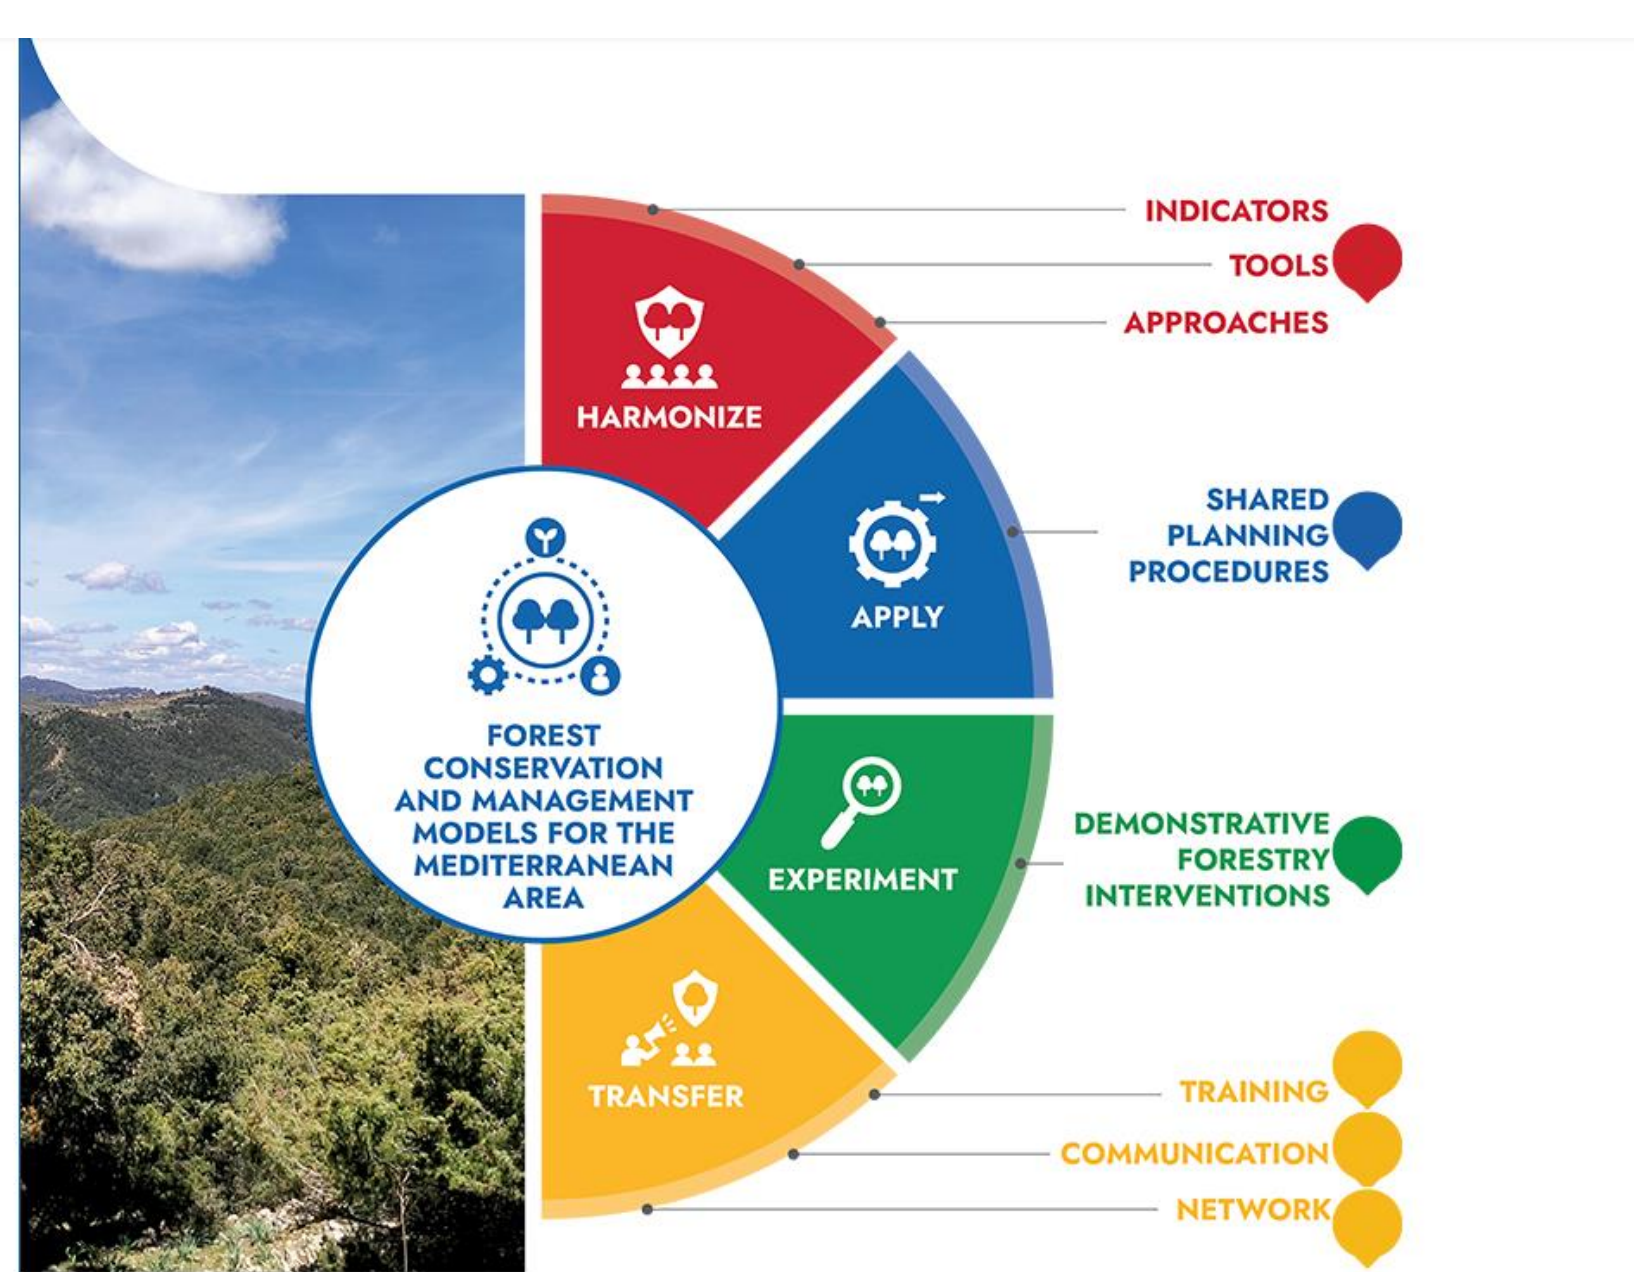 INDICATORS
TOOLS
APPROACHES
HARMONIZE
SHARED
PLANNING
PROCEDURES
APPLY
FOREST
CONSERVATION
AND MANAGEMENT
MODELS FOR THE
MEDITERRANEAN
AREA
DEMONSTRATIVE
FORESTRY
INTERVENTIONS
EXPERIMENT
TRANSFER
TRAINING
COMMUNICATION
NETWORK